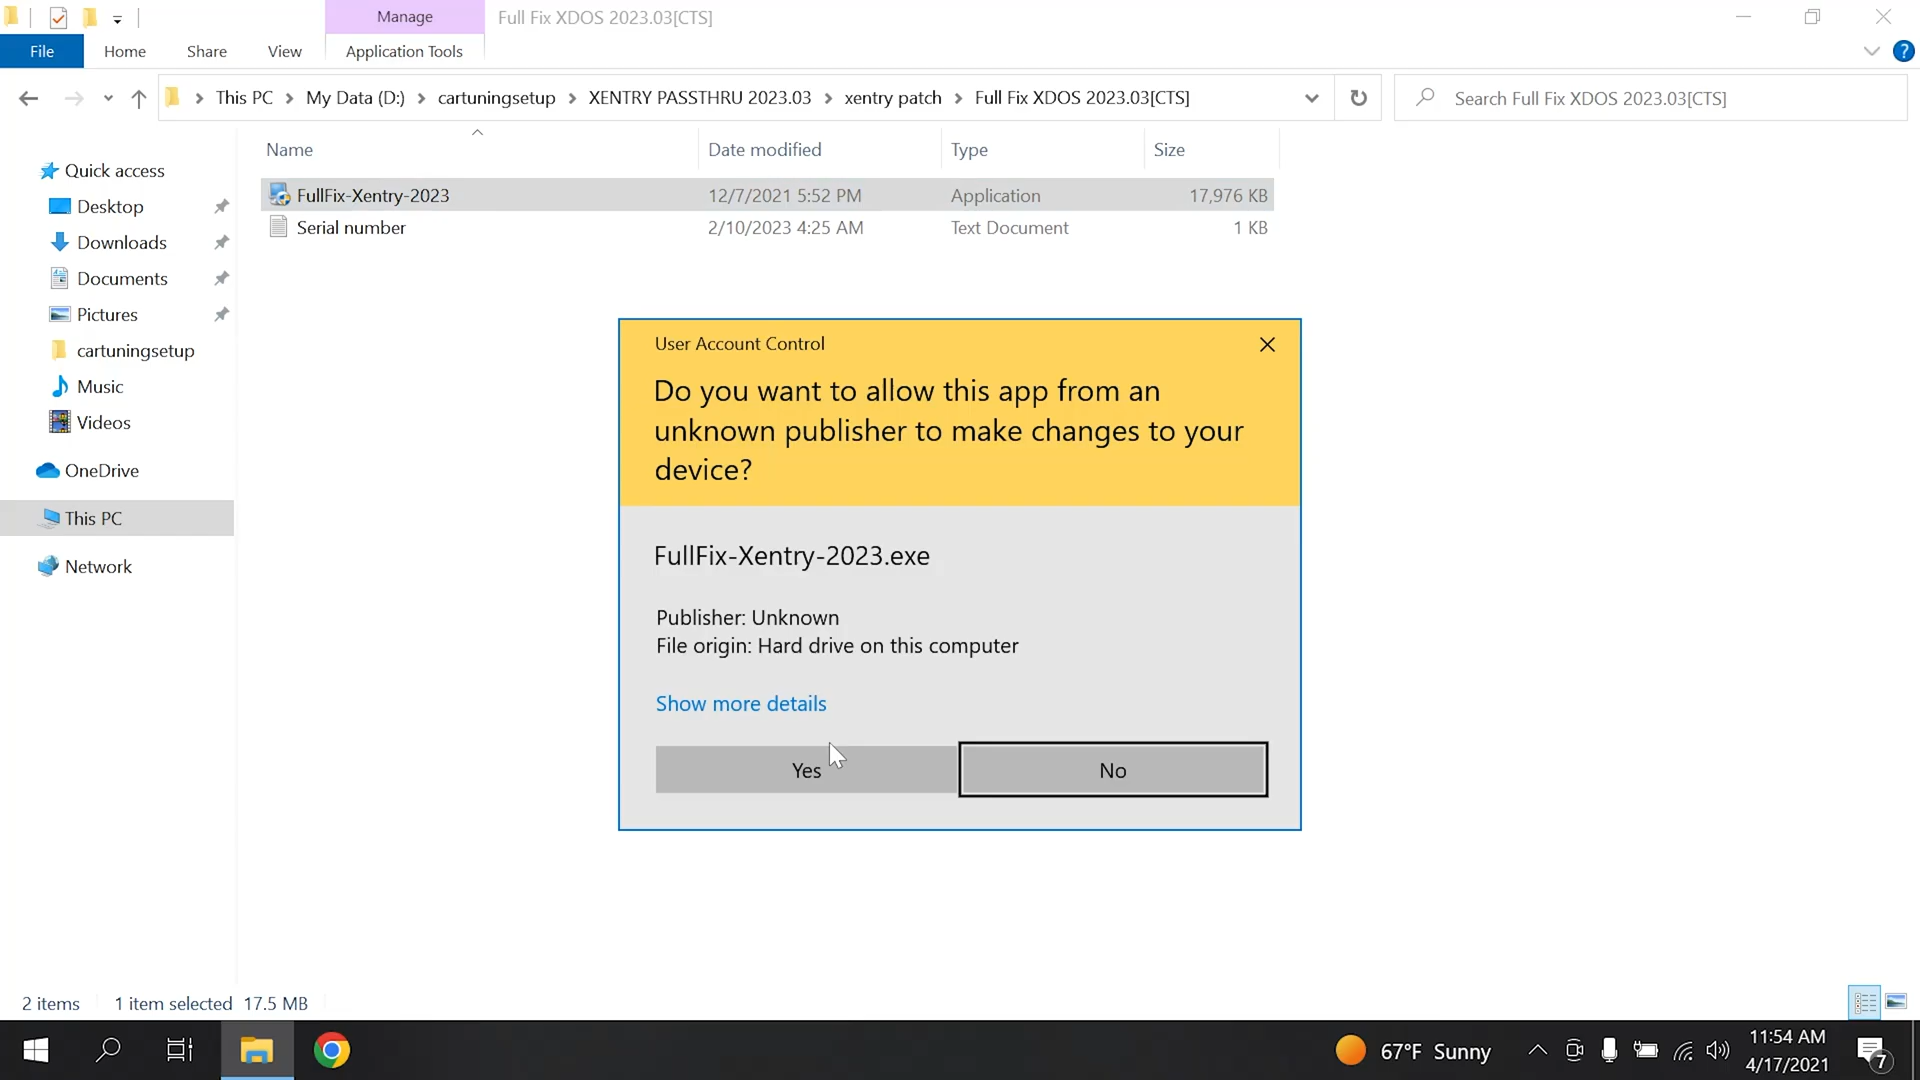 Manage
Full Fix XDOS 2023.03[CTS]
File
Home
Share
View
Application Tools
?
This PC
My Data (D:)
cartuningsetup
XENTRY PASSTHRU 2023.03
xentry patch
Full Fix XDOS 2023.03[CTS]
Search Full Fix XDOS 2023.03[CTS]
Name
Date modified
Type
Size
FullFix-Xentry-2023
12/7/2021 5:52 PM
Application
17,976 KB
Serial number
2/10/2023 4:25 AM
Text Document
1 KB
Quick access
Desktop
Downloads
Documents
Pictures
cartuningsetup
Music
Videos
OneDrive
This PC
Network
User Account Control
Do you want to allow this app from an
unknown publisher to make changes to your
device?
FullFix-Xentry-2023.exe
Publisher: Unknown
File origin: Hard drive on this computer
Show more details
Yes
No
2 items
1 item selected 17.5 MB
67°F Sunny
11:54 AM
4/17/2021
7